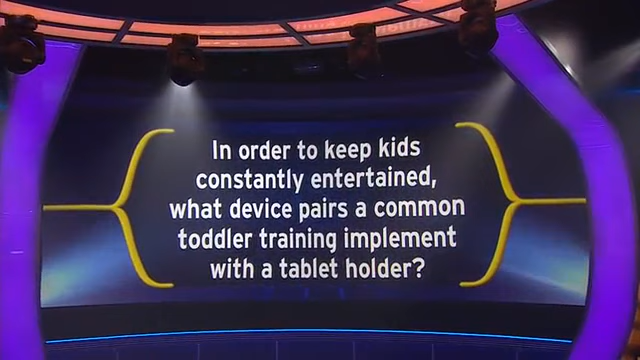 In order to keep kids
constantly entertained,
what device pairs a common
toddler training implement
with a tablet holder?